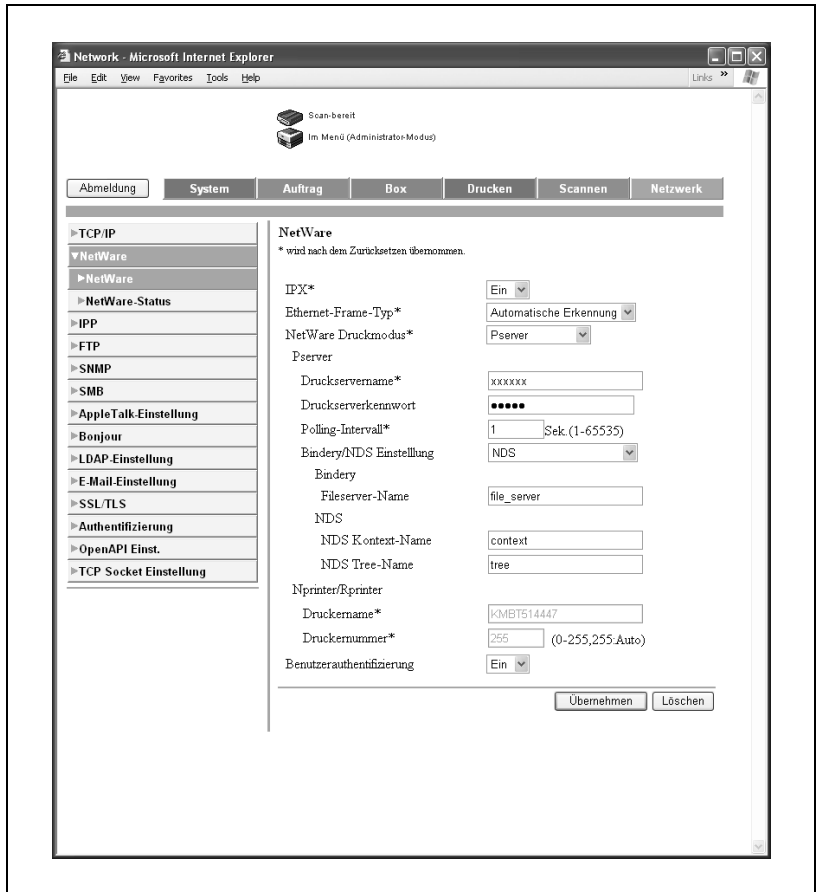 Network - Microsoft Internet Explorer
File Edit View Favorites Tools Help Links »
Scan-bereit
Im Menü (Administrator-Modus)
Abmeldung System Auftrag Box Drucken Scannen Netzwerk
TCP/IP
NetWare
NetWare
NetWare-Status
IPP
FTP
SNMP
SMB
AppleTalk-Einstellung
Bonjour
LDAP-Einstellung
E-Mail-Einstellung
SSL/TLS
Authentifizierung
OpenAPI Einst.
TCP Socket Einstellung
NetWare
* wird nach dem Zurücksetzen übernommen.
IPX* Ein
Ethernet-Frame-Typ* Automatische Erkennung
NetWare Druckmodus* Pserver
Pserver
Druckservername* xxxxxx
Druckserverkennwort •••••
Polling-Intervall* 1 Sek.(1-65535)
Bindery/NDS Einstelllung NDS
Bindery
Fileserver-Name file_server
NDS
NDS Kontext-Name context
NDS Tree-Name tree
Nprinter/Rprinter
Druckername* KMBT514447
Druckernummer* 255 (0-255,255:Auto)
Benutzerauthentifizierung Ein
Übernehmen Löschen